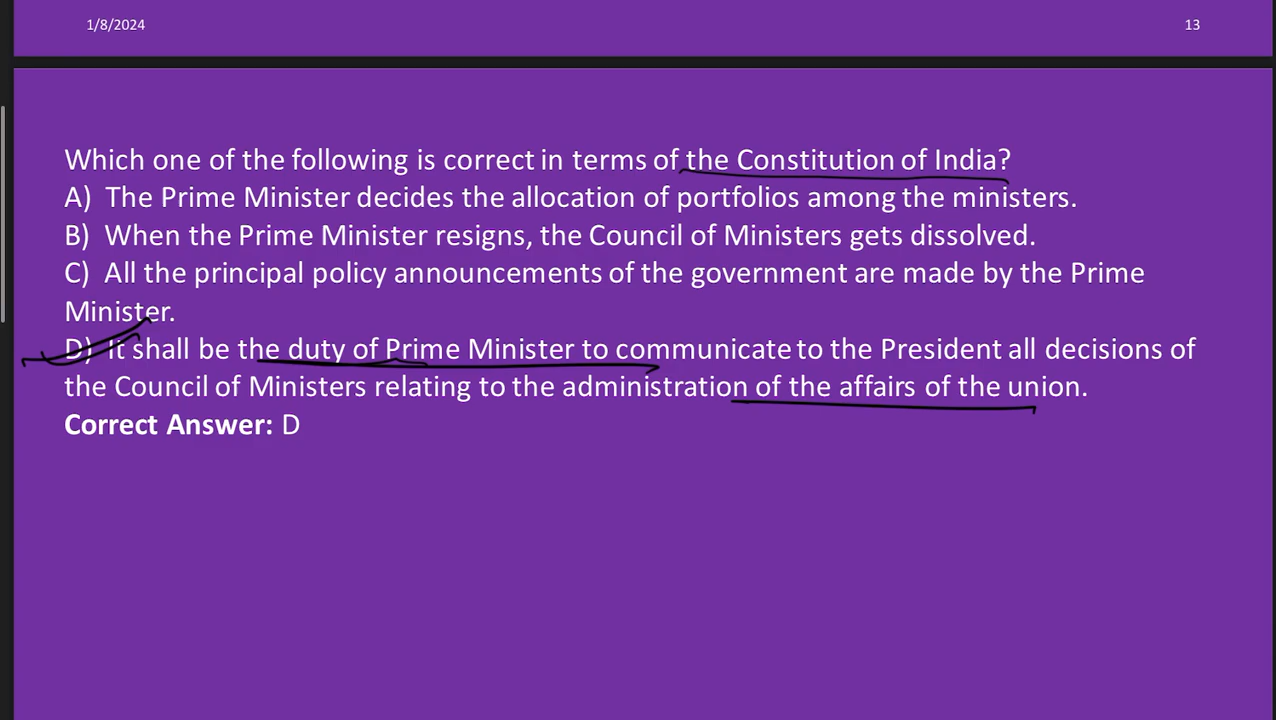 1/8/2024 13
Which one of the following is correct in terms of the Constitution of India?
A) The Prime Minister decides the allocation of portfolios among the ministers.
B) When the Prime Minister resigns, the Council of Ministers gets dissolved.
C) All the principal policy announcements of the government are made by the Prime
Minister.
D) It shall be the duty of Prime Minister to communicate to the President all decisions of
the Council of Ministers relating to the administration of the affairs of the union.
Correct Answer: D